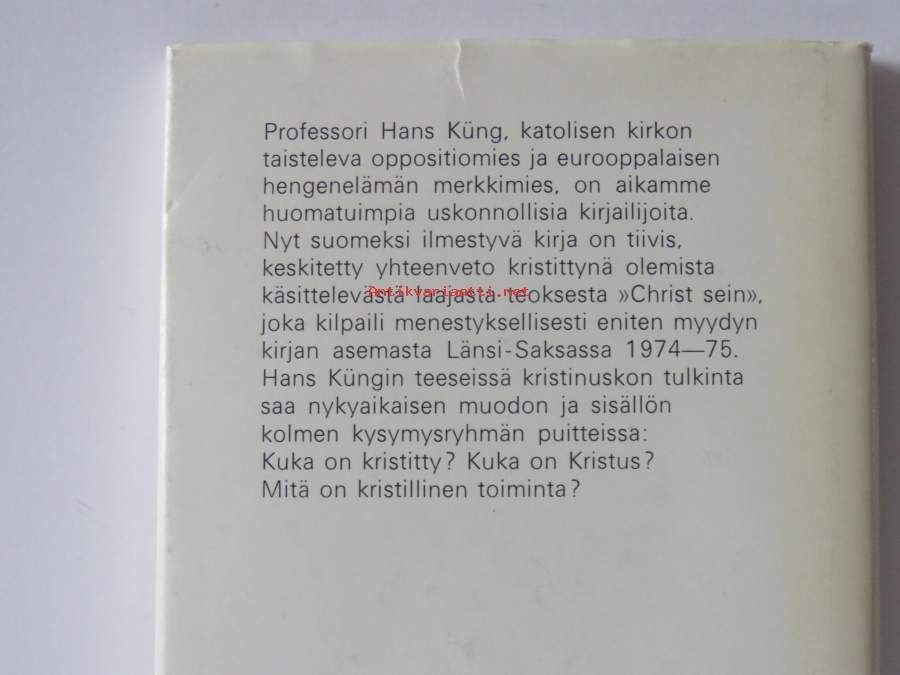 Professori Hans Küng, katolisen kirkon
taisteleva oppositiomies ja eurooppalaisen
hengenelämän merkkimies, on aikamme
huomatuimpia uskonnollisia kirjailijoita.
Nyt suomeksi ilmestyvä kirja on tiivis,
keskitetty yhteenveto kristittynä olemista
käsittelevästä laajasta teoksesta »Christ sein»,
Antikvariaatti.net
joka kilpaili menestyksellisesti eniten myydyn
kirjan asemasta Länsi-Saksassa 1974—75.
Hans Küngin teeseissä kristinuskon tulkinta
saa nykyaikaisen muodon ja sisällön
kolmen kysymysryhmän puitteissa:
Kuka on kristitty? Kuka on Kristus?
Mitä on kristillinen toiminta?